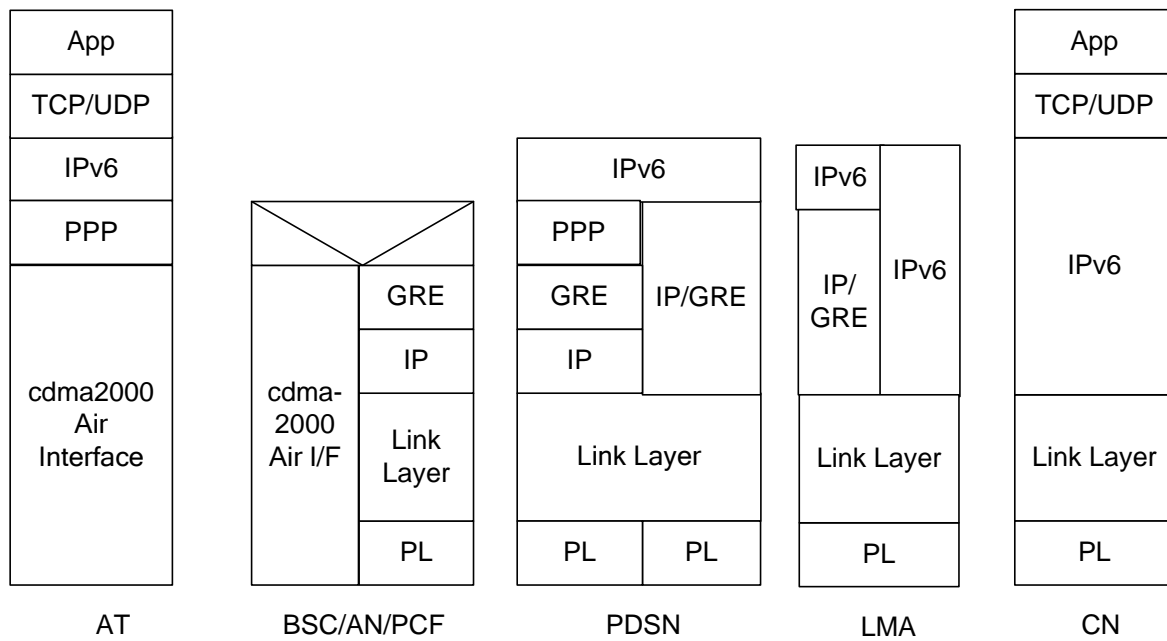 App
TCP/UDP
IPv6
PPP
cdma2000
Air
Interface
AT
cdma-
2000
Air I/F
GRE
IP
Link
Layer
PL
BSC/AN/PCF
IPv6
PPP
GRE
IP
IP/GRE
Link Layer
PL
PL
PDSN
IPv6
IP/
GRE
IPv6
Link Layer
PL
LMA
App
TCP/UDP
IPv6
Link Layer
PL
CN